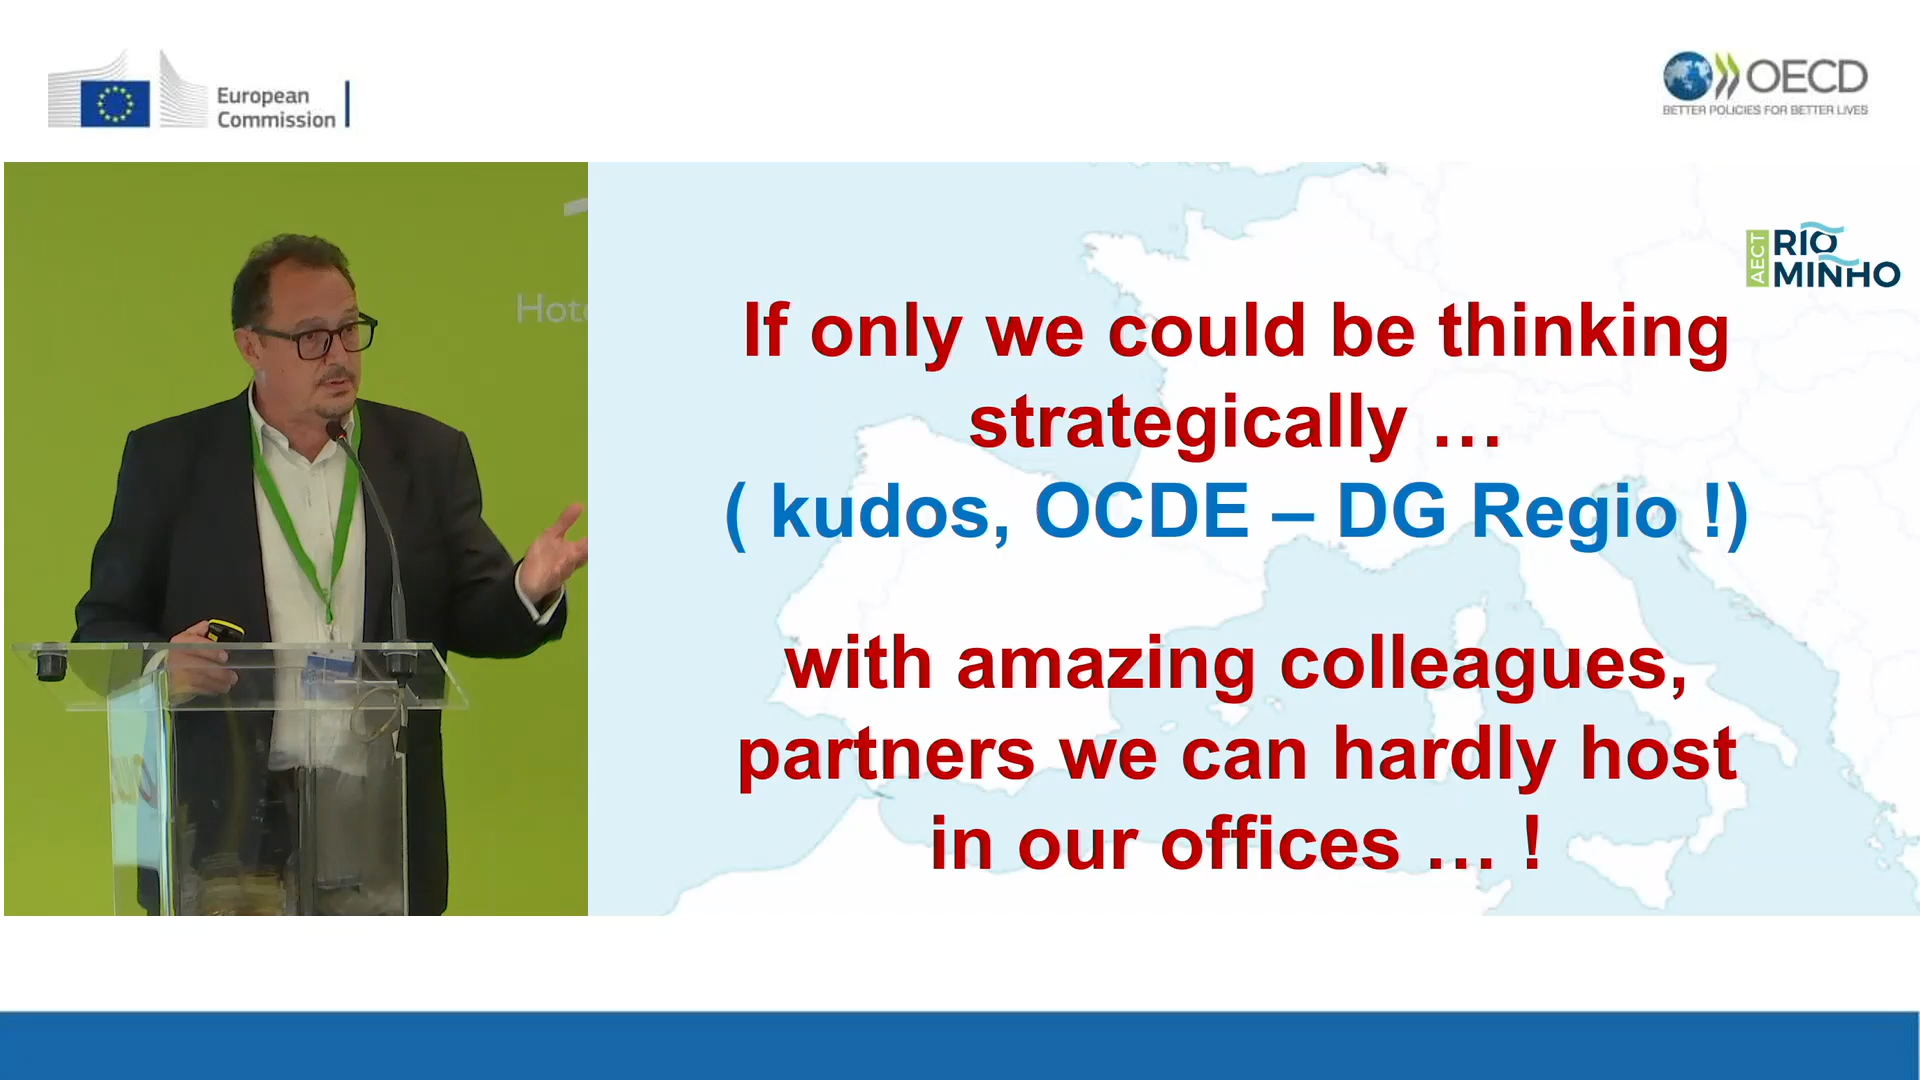 European
Commission
OECD
BETTER POLICIES FOR BETTER LIVES
Hote
AECT
RIO
MINHO
If only we could be thinking
strategically …
( kudos, OCDE – DG Regio !)
with amazing colleagues,
partners we can hardly host
in our offices … !